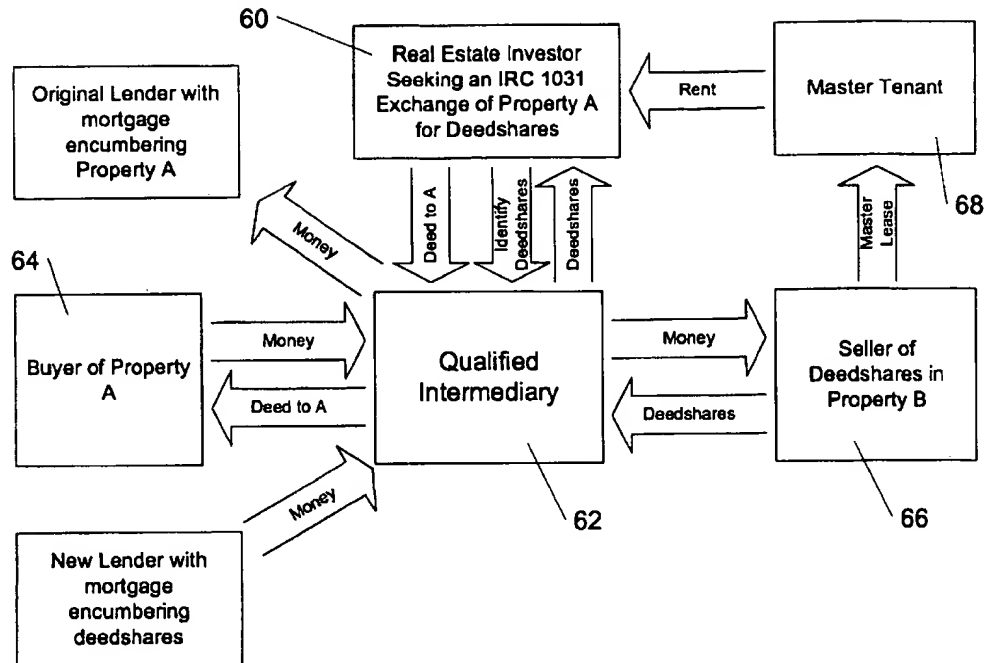 60
Real Estate Investor
Seeking an IRC 1031
Exchange of Property A
for Deedshares
Original Lender with
mortgage
encumbering
Property A
Rent
Master Tenant
68
Deed to A
Identify
Deedshares
Deedshares
Master
Lease
Money
64
Buyer of Property
A
Money
Deed to A
Qualified
Intermediary
Money
Deedshares
Seller of
Deedshares in
Property B
Money
62
66
New Lender with
mortgage
encumbering
deedshares